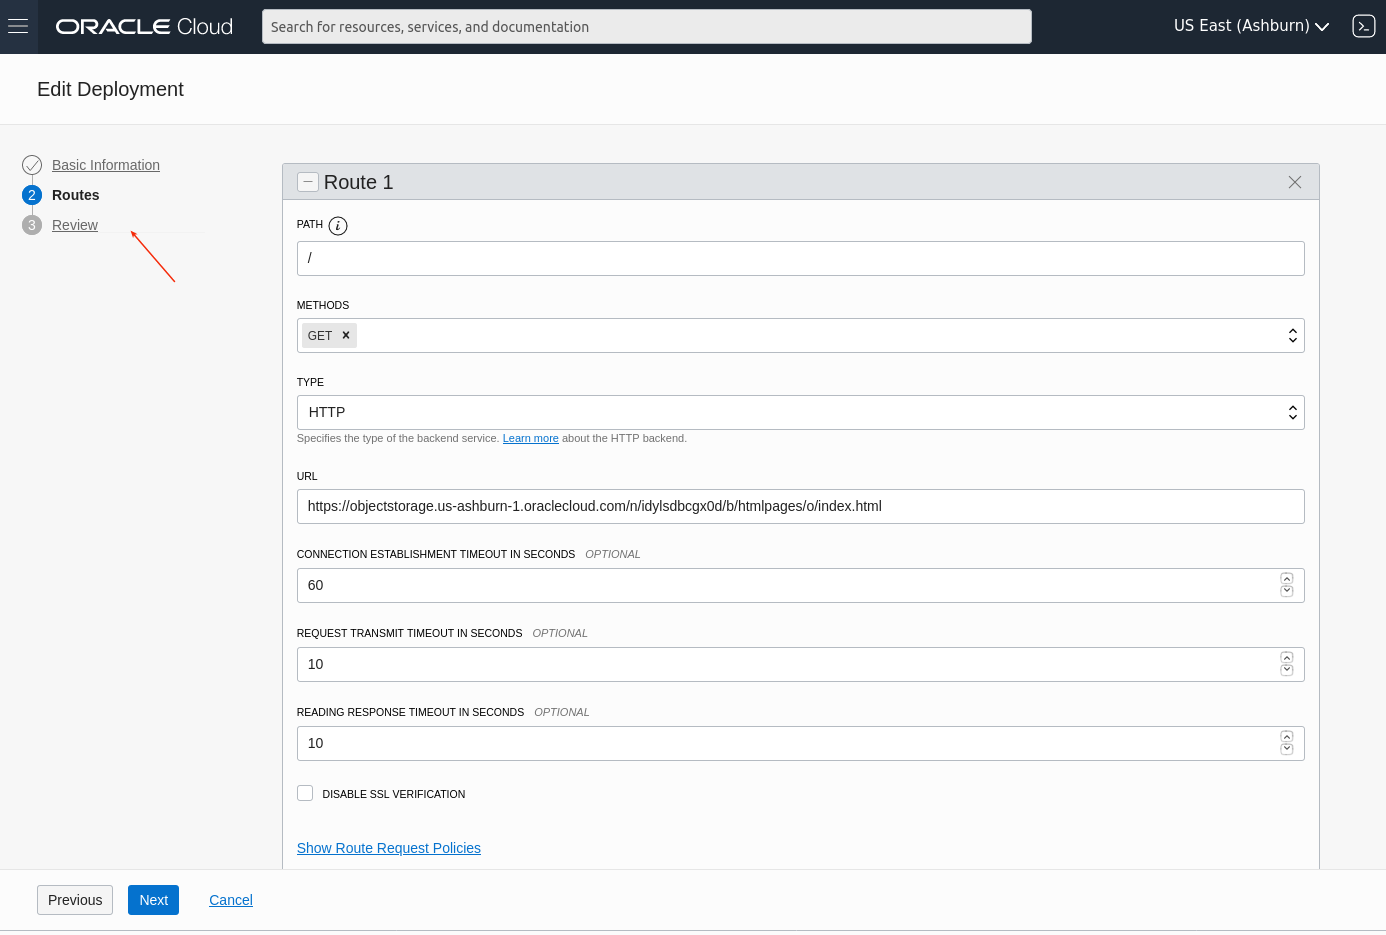 ORACLE Cloud
Search for resources, services, and documentation
US East (Ashburn)
Edit Deployment
Basic Information
2 Routes
3 Review
Route 1
PATH i
/
METHODS
GET ×
TYPE
HTTP
Specifies the type of the backend service. Learn more about the HTTP backend.
URL
https://objectstorage.us-ashburn-1.oraclecloud.com/n/idylsdbcgx0d/b/htmlpages/o/index.html
CONNECTION ESTABLISHMENT TIMEOUT IN SECONDS OPTIONAL
60
REQUEST TRANSMIT TIMEOUT IN SECONDS OPTIONAL
10
READING RESPONSE TIMEOUT IN SECONDS OPTIONAL
10
DISABLE SSL VERIFICATION
Show Route Request Policies
Previous Next Cancel